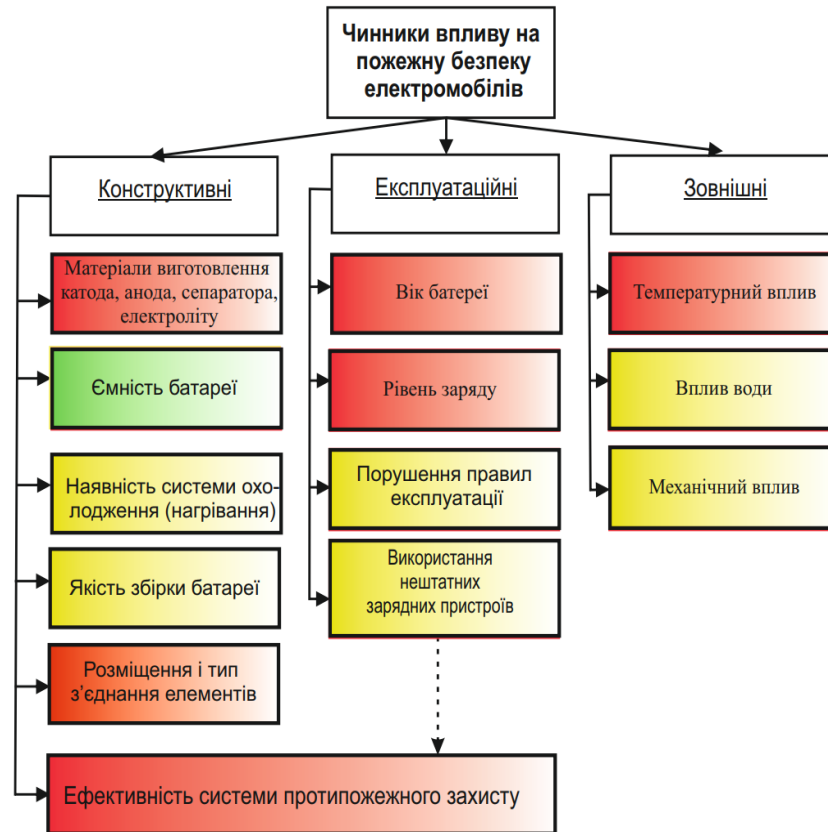 Чинники впливу на
пожежну безпеку
електромобілів
Конструктивні
Експлуатаційні
Зовнішні
Матеріали виготовлення
катода, анода, сепаратора,
електроліту
Ємність батареї
Наявність системи охо-
лодження (нагрівання)
Якість збірки батареї
Розміщення і тип
з’єднання елементів
Вік батереї
Рівень заряду
Порушення правил
експлуатації
Використання
нештатних
зарядних пристроїв
Температурний вплив
Вплив води
Механічний вплив
Ефективність системи протипожежного захисту